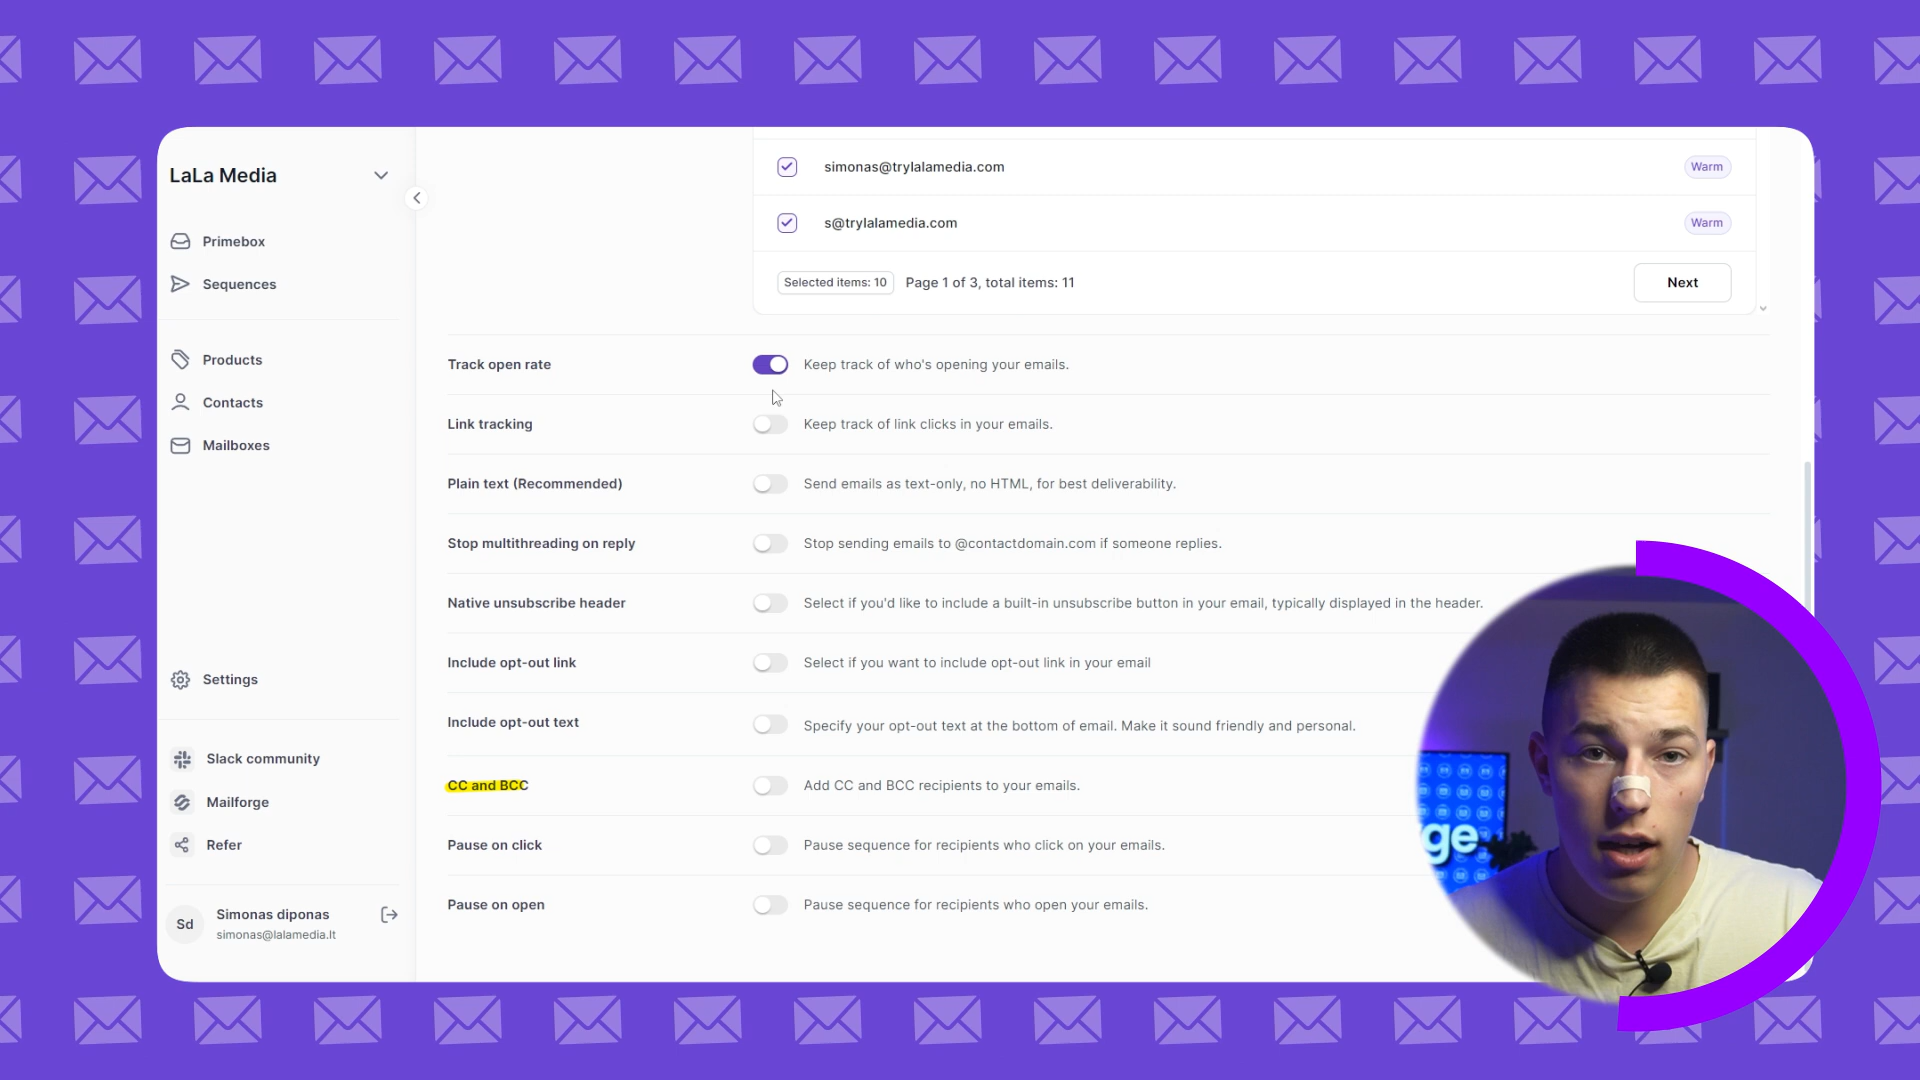 LaLa Media
Primebox
Sequences
Products
Contacts
Mailboxes
Settings
Slack community
Mailforge
Refer
Sd
Simonas diponas
simonas@lalamedia.lt
simonas@trylalamedia.com
Warm
s@trylalamedia.com
Warm
Selected items: 10
Page 1 of 3, total items: 11
Next
Track open rate
Keep track of who's opening your emails.
Link tracking
Keep track of link clicks in your emails.
Plain text (Recommended)
Send emails as text-only, no HTML, for best deliverability.
Stop multithreading on reply
Stop sending emails to @contactdomain.com if someone replies.
Native unsubscribe header
Select if you'd like to include a built-in unsubscribe button in your email, typically displayed in the header.
Include opt-out link
Select if you want to include opt-out link in your email
Include opt-out text
Specify your opt-out text at the bottom of email. Make it sound friendly and personal.
CC and BCC
Add CC and BCC recipients to your emails.
Pause on click
Pause sequence for recipients who click on your emails.
Pause on open
Pause sequence for recipients who open your emails.
ge